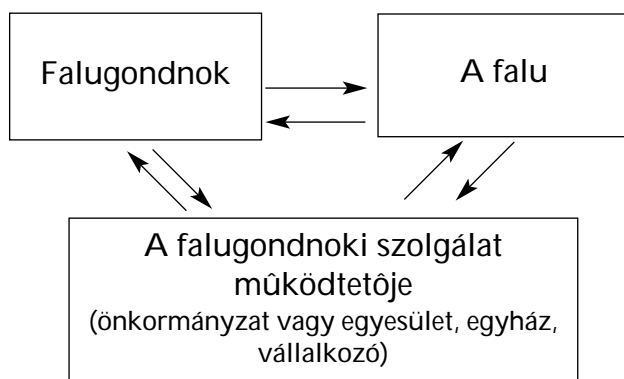 Falugondnok
A falu
A falugondnoki szolgálat
mûködtetôje
(önkormányzat vagy egyesület, egyház,
vállalkozó)